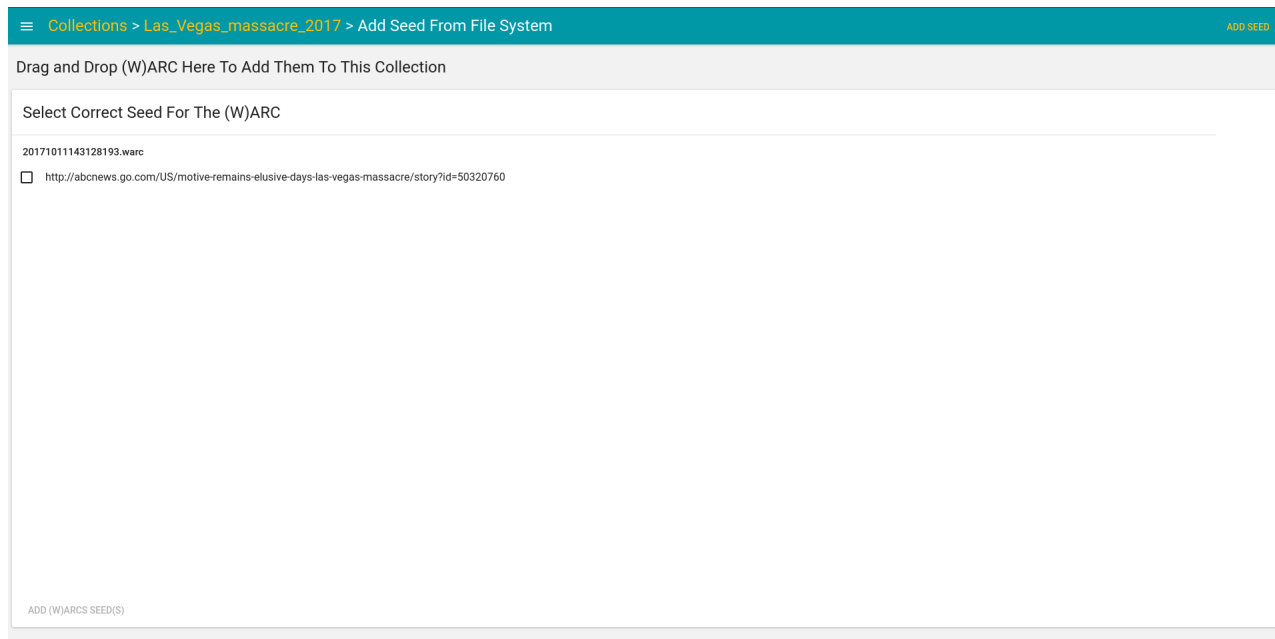 Collections > Las_Vegas_massacre_2017 > Add Seed From File System
ADD SEED
Drag and Drop (W)ARC Here To Add Them To This Collection
Select Correct Seed For The (W)ARC
20171011143128193.warc
http://abcnews.go.com/US/motive-remains-elusive-days-las-vegas-massacre/story?id=50320760
ADD (W)ARCS SEED(S)